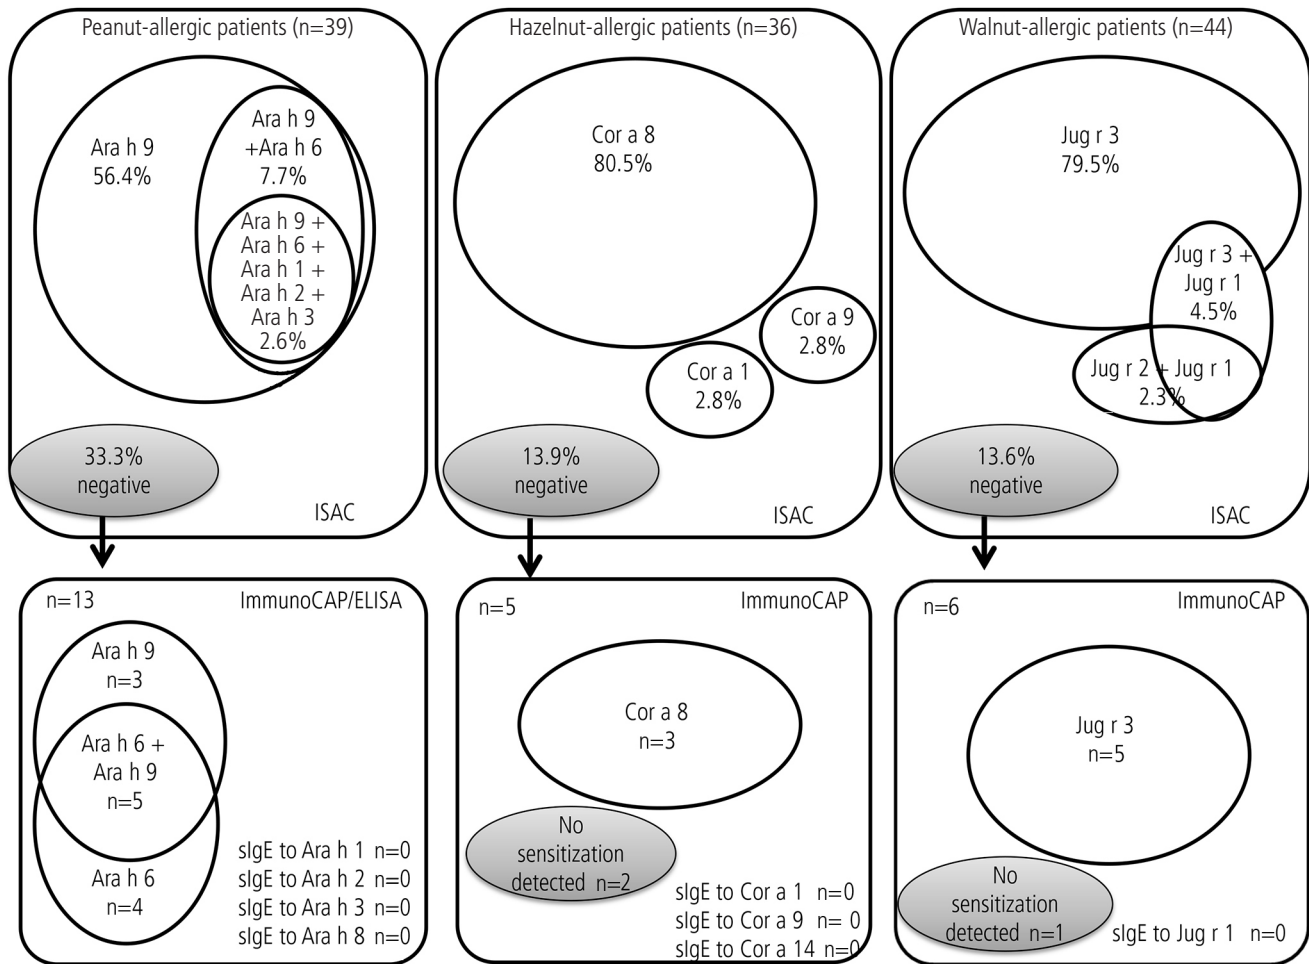 Peanut-allergic patients (n=39)
Ara h 9
56.4%
Ara h 9
+Ara h 6
7.7%
Ara h 9 +
Ara h 6 +
Ara h 1 +
Ara h 2 +
Ara h 3
2.6%
33.3%
negative
ISAC
Hazelnut-allergic patients (n=36)
Cor a 8
80.5%
Cor a 9
2.8%
Cor a 1
2.8%
13.9%
negative
ISAC
Walnut-allergic patients (n=44)
Jug r 3
79.5%
Jug r 3 +
Jug r 1
4.5%
Jug r 2 + Jug r 1
2.3%
13.6%
negative
ISAC
n=13
ImmunoCAP/ELISA
Ara h 9
n=3
Ara h 6 +
Ara h 9
n=5
Ara h 6
n=4
sIgE to Ara h 1 n=0
sIgE to Ara h 2 n=0
sIgE to Ara h 3 n=0
sIgE to Ara h 8 n=0
n=5
ImmunoCAP
Cor a 8
n=3
No
sensitization
detected n=2
sIgE to Cor a 1 n=0
sIgE to Cor a 9 n= 0
sIgE to Cor a 14 n=0
n=6
ImmunoCAP
Jug r 3
n=5
No
sensitization
detected n=1
sIgE to Jug r 1 n=0